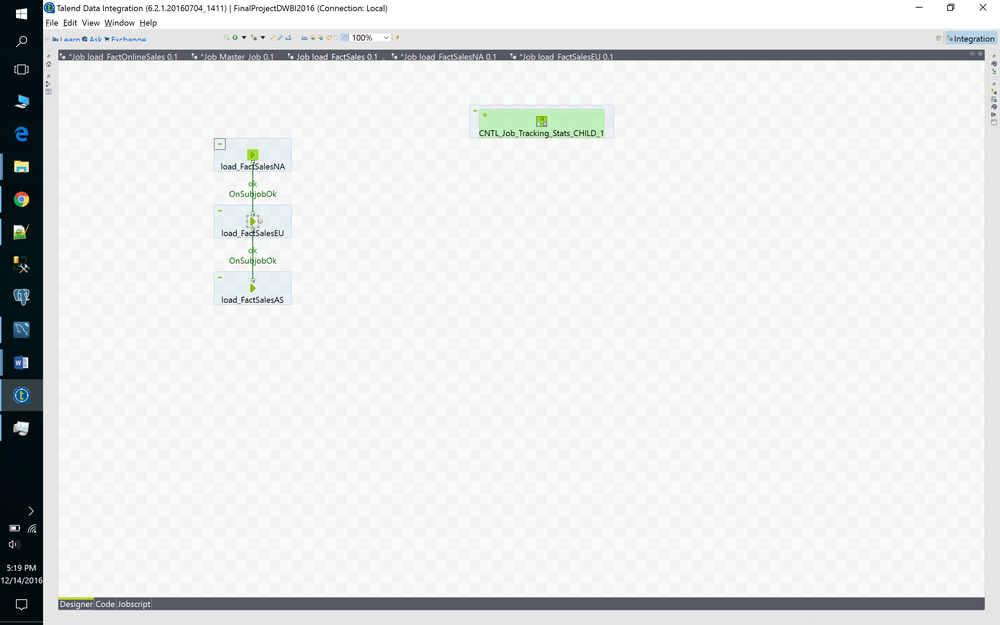 Talend Data Integration (6.2.1.20160704_1411) | FinalProjectDWBI2016 (Connection: Local)
File Edit View Window Help
Learn Ask Exchange
100%
Integration
*Job load_FactOnlineSales 0.1
*Job Master_Job 0.1
Job load_FactSales 0.1
*Job load_FactSalesNA 0.1
*Job load_FactSalesEU 0.1
CNTL_Job_Tracking_Stats_CHILD_1
load_FactSalesNA
ok
OnSubjobOk
load_FactSalesEU
ok
OnSubjobOk
load_FactSalesAS
5:19 PM
12/14/2016
Designer Code Jobscript